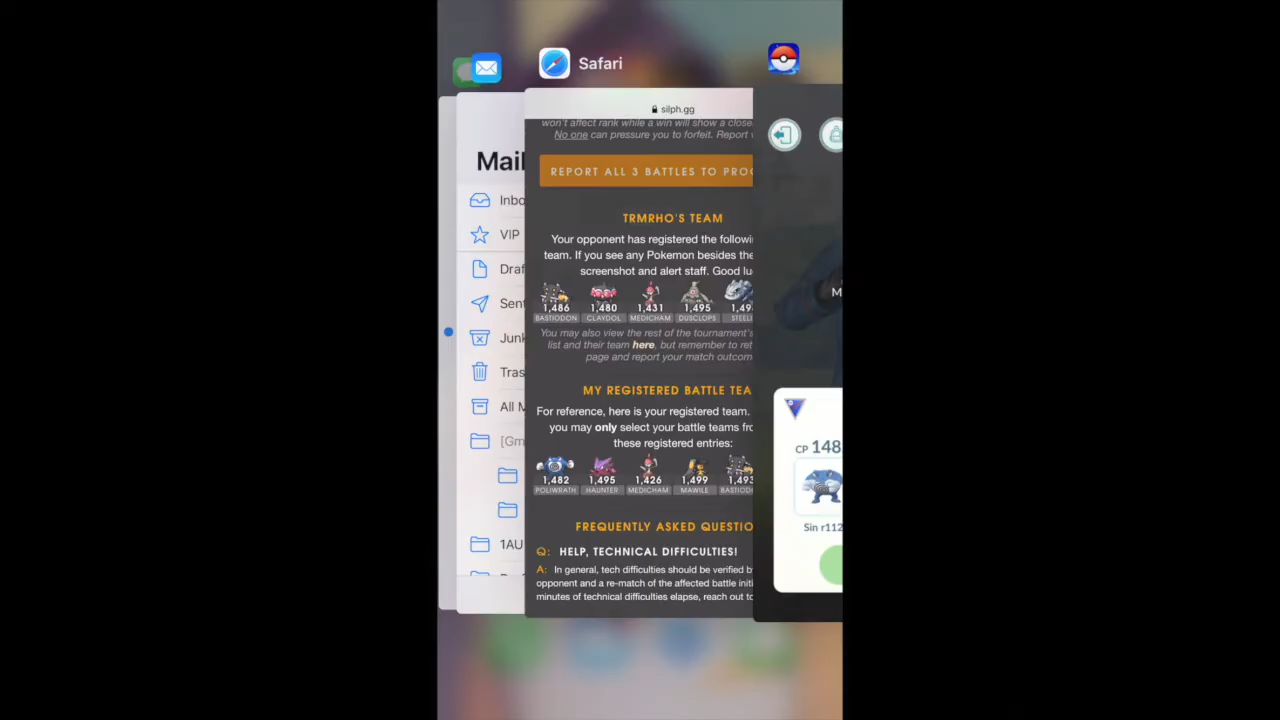 Safari
silph.gg
won't affect rank while a win will show a close
No one can pressure you to forfeit. Report
REPORT ALL 3 BATTLES TO PRO
TRMRHO'S TEAM
Your opponent has registered the followi
team. If you see any Pokemon besides the
screenshot and alert staff. Good lu
1,486 1,480 1,431 1,495 1,49
BASTIODON CLAYDOL MEDICHAM DUSCLOPS STEELI
You may also view the rest of the tournament's
list and their team here, but remember to ret
page and report your match outcom
MY REGISTERED BATTLE TEA
For reference, here is your registered team.
you may only select your battle teams fro
these registered entries:
1,482 1,495 1,426 1,499 1,493
POLIWRATH HAUNTER MEDICHAM MAWILE BASTIOD
FREQUENTLY ASKED QUESTIO
Q: HELP, TECHNICAL DIFFICULTIES!
A: In general, tech difficulties should be verified b
opponent and a re-match of the affected battle initi
minutes of technical difficulties elapse, reach out to
Mail
Inbo
VIP
Draf
Sent
Junk
Tras
All M
[Gm
1AU
M
CP 148
Sin r112